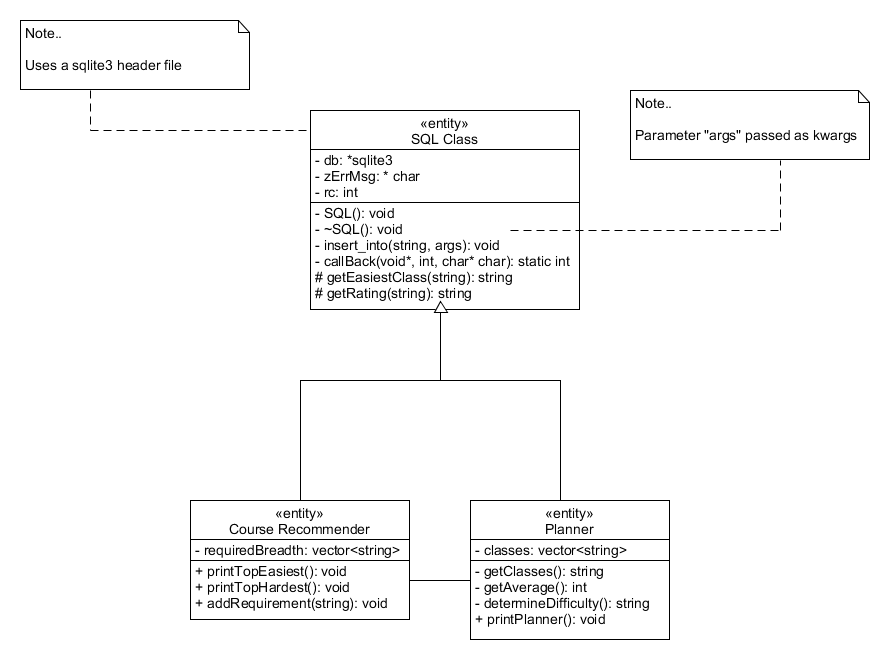 Note..
Uses a sqlite3 header file
Note..
Parameter "args" passed as kwargs
«entity»
SQL Class
- db: *sqlite3
- zErrMsg: * char
- rc: int
- SQL(): void
- ~SQL(): void
- insert_into(string, args): void
- callBack(void*, int, char* char): static int
# getEasiestClass(string): string
# getRating(string): string
«entity»
Course Recommender
- requiredBreadth: vector<string>
+ printTopEasiest(): void
+ printTopHardest(): void
+ addRequirement(string): void
«entity»
Planner
- classes: vector<string>
- getClasses(): string
- getAverage(): int
- determineDifficulty(): string
+ printPlanner(): void